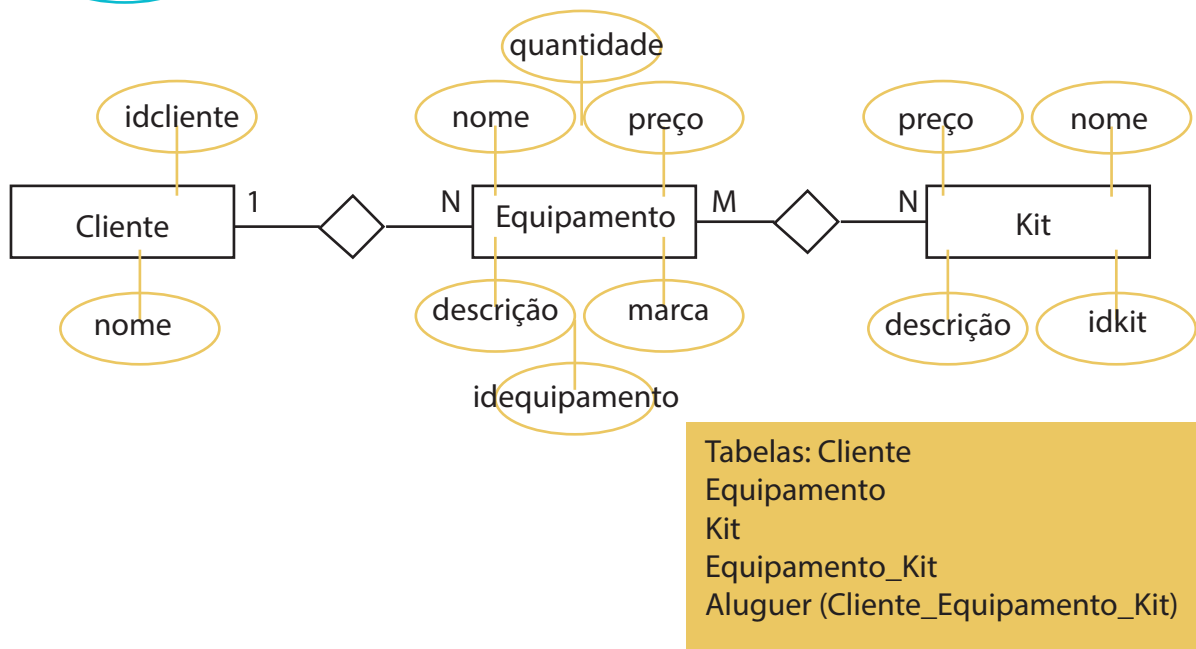 quantidade
idcliente
nome
preço
preço
nome
1
N
M
N
Cliente
Equipamento
Kit
nome
descrição
marca
descrição
idkit
idequipamento
Tabelas: Cliente
Equipamento
Kit
Equipamento_Kit
Aluguer (Cliente_Equipamento_Kit)